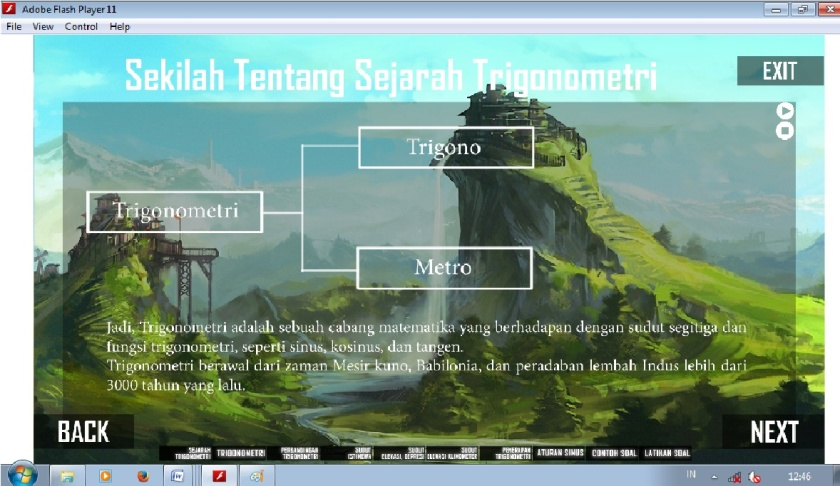 Adobe Flash Player 11
File View Control Help
Sekilah Tentang Sejarah Trigonometri
EXIT
Trigono
Trigonometri
Metro
Jadi, Trigonometri adalah sebuah cabang matematika yang berhadapan dengan sudut segitiga dan
fungsi trigonometri, seperti sinus, kosinus, dan tangen.
Trigonometri berawal dari zaman Mesir kuno, Babilonia, dan peradaban lembah Indus lebih dari
3000 tahun yang lalu.
BACK
NEXT
SEJARAH TRIGONOMETRI
TRIGONOMETRI
PERBANDINGAN TRIGONOMETRI
SUDUT ISTIMEWA
SUDUT ELEVASI, DEPRESI
SUDUT ELEVASI KLINOMETER
PENERAPAN TRIGONOMETRI
ATURAN SINUS
CONTOH SOAL
LATIHAN SOAL
IN
12:46